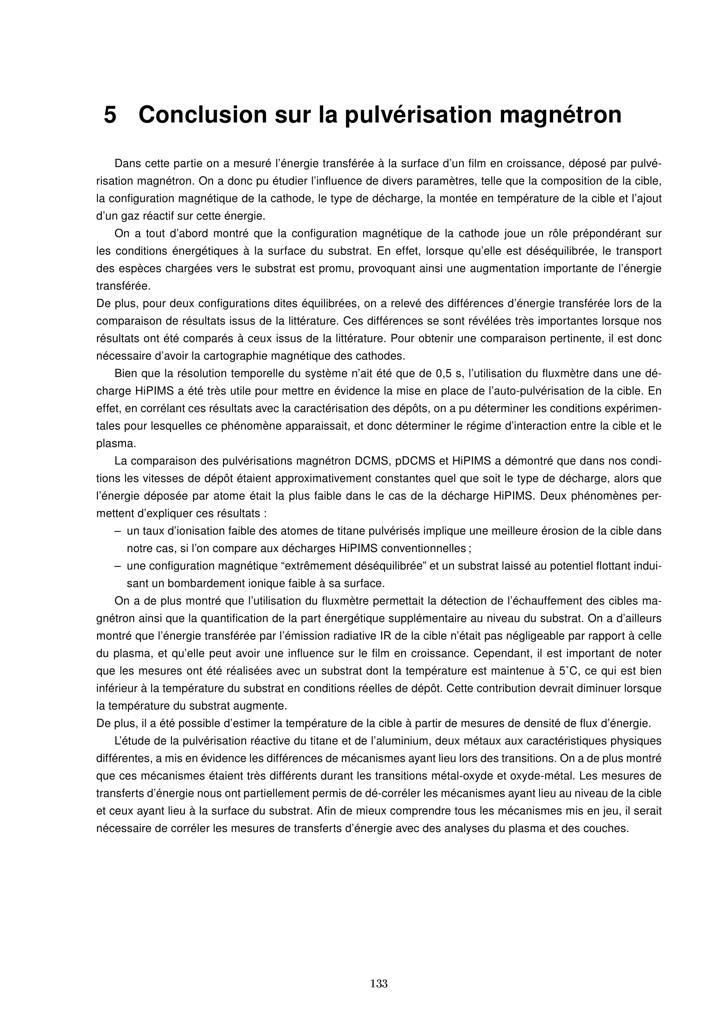 5 Conclusion sur la pulvérisation magnétron
Dans cette partie on a mesuré l'énergie transférée à la surface d'un film en croissance, déposé par pulvé-
risation magnétron. On a donc pu étudier l'influence de divers paramètres, telle que la composition de la cible,
la configuration magnétique de la cathode, le type de décharge, la montée en température de la cible et l'ajout
d'un gaz réactif sur cette énergie.
On a tout d'abord montré que la configuration magnétique de la cathode joue un rôle prépondérant sur
les conditions énergétiques à la surface du substrat. En effet, lorsque qu'elle est déséquilibrée, le transport
des espèces chargées vers le substrat est promu, provoquant ainsi une augmentation importante de l'énergie
transférée.
De plus, pour deux configurations dites équilibrées, on a relevé des différences d'énergie transférée lors de la
comparaison de résultats issus de la littérature. Ces différences se sont révélées très importantes lorsque nos
résultats ont été comparés à ceux issus de la littérature. Pour obtenir une comparaison pertinente, il est donc
nécessaire d'avoir la cartographie magnétique des cathodes.
Bien que la résolution temporelle du système n'ait été que de 0,5 s, l'utilisation du fluxmètre dans une dé-
charge HiPIMS a été très utile pour mettre en évidence la mise en place de l'auto-pulvérisation de la cible. En
effet, en corrélant ces résultats avec la caractérisation des dépôts, on a pu déterminer les conditions expérimen-
tales pour lesquelles ce phénomène apparaissait, et donc déterminer le régime d'interaction entre la cible et le
plasma.
La comparaison des pulvérisations magnétron DCMS, pDCMS et HiPIMS a démontré que dans nos condi-
tions les vitesses de dépôt étaient approximativement constantes quel que soit le type de décharge, alors que
l'énergie déposée par atome était la plus faible dans le cas de la décharge HiPIMS. Deux phénomènes per-
mettent d'expliquer ces résultats :
– un taux d'ionisation faible des atomes de titane pulvérisés implique une meilleure érosion de la cible dans
notre cas, si l'on compare aux décharges HiPIMS conventionnelles ;
– une configuration magnétique “extrêmement déséquilibrée” et un substrat laissé au potentiel flottant indui-
sant un bombardement ionique faible à sa surface.
On a de plus montré que l'utilisation du fluxmètre permettait la détection de l'échauffement des cibles ma-
gnétron ainsi que la quantification de la part énergétique supplémentaire au niveau du substrat. On a d'ailleurs
montré que l'énergie transférée par l'émission radiative IR de la cible n'était pas négligeable par rapport à celle
du plasma, et qu'elle peut avoir une influence sur le film en croissance. Cependant, il est important de noter
que les mesures ont été réalisées avec un substrat dont la température est maintenue à 5˚C, ce qui est bien
inférieur à la température du substrat en conditions réelles de dépôt. Cette contribution devrait diminuer lorsque
la température du substrat augmente.
De plus, il a été possible d'estimer la température de la cible à partir de mesures de densité de flux d'énergie.
L'étude de la pulvérisation réactive du titane et de l'aluminium, deux métaux aux caractéristiques physiques
différentes, a mis en évidence les différences de mécanismes ayant lieu lors des transitions. On a de plus montré
que ces mécanismes étaient très différents durant les transitions métal-oxyde et oxyde-métal. Les mesures de
transferts d'énergie nous ont partiellement permis de dé-corréler les mécanismes ayant lieu au niveau de la cible
et ceux ayant lieu à la surface du substrat. Afin de mieux comprendre tous les mécanismes mis en jeu, il serait
nécessaire de corréler les mesures de transferts d'énergie avec des analyses du plasma et des couches.
133